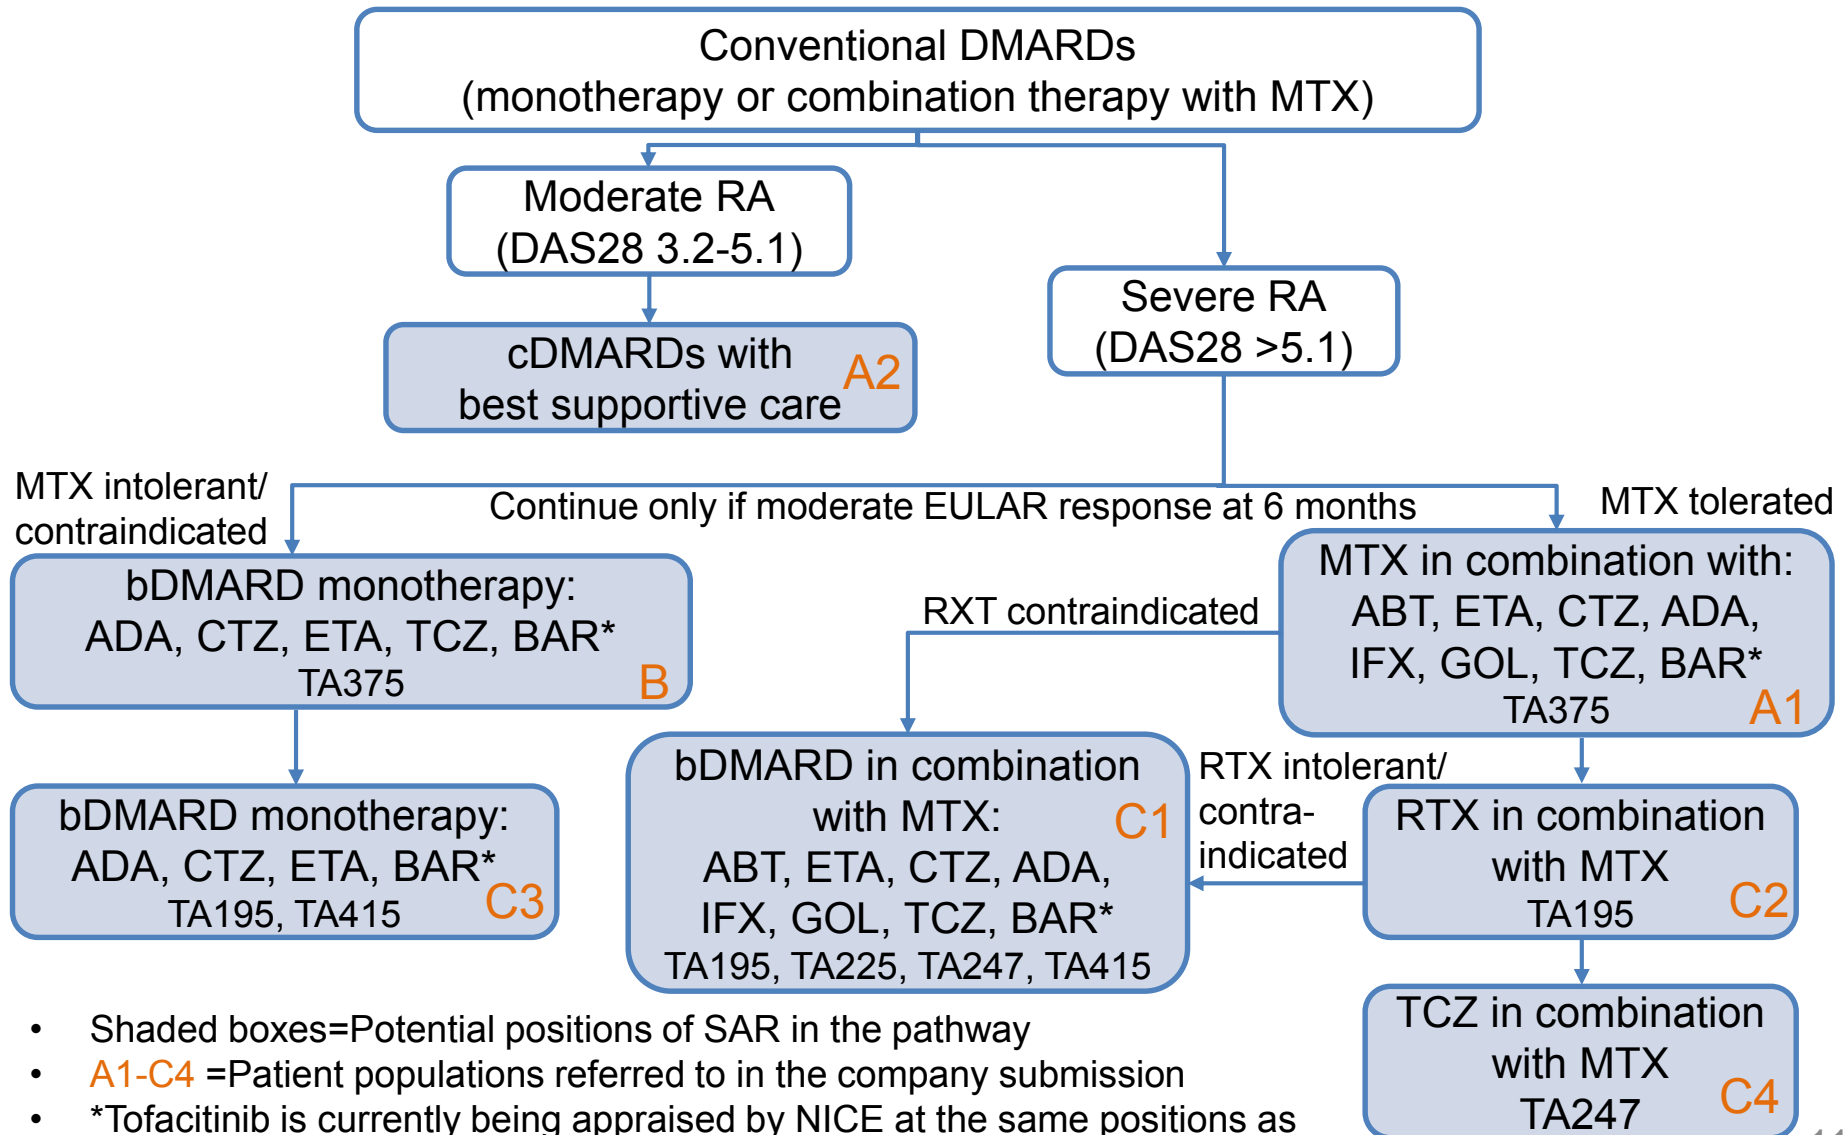 Conventional DMARDs
(monotherapy or combination therapy with MTX)
Moderate RA
(DAS28 3.2-5.1)
Severe RA
(DAS28 >5.1)
cDMARDs with
best supportive care
A2
MTX intolerant/
contraindicated
Continue only if moderate EULAR response at 6 months
MTX tolerated
bDMARD monotherapy:
ADA, CTZ, ETA, TCZ, BAR*
TA375
B
RXT contraindicated
MTX in combination with:
ABT, ETA, CTZ, ADA,
IFX, GOL, TCZ, BAR*
TA375
A1
bDMARD monotherapy:
ADA, CTZ, ETA, BAR*
TA195, TA415
C3
bDMARD in combination
with MTX:
C1
ABT, ETA, CTZ, ADA,
IFX, GOL, TCZ, BAR*
TA195, TA225, TA247, TA415
RTX intolerant/
contra-
indicated
RTX in combination
with MTX
TA195
C2
TCZ in combination
with MTX
TA247
C4
• Shaded boxes=Potential positions of SAR in the pathway
• A1-C4 =Patient populations referred to in the company submission
• *Tofacitinib is currently being appraised by NICE at the same positions as